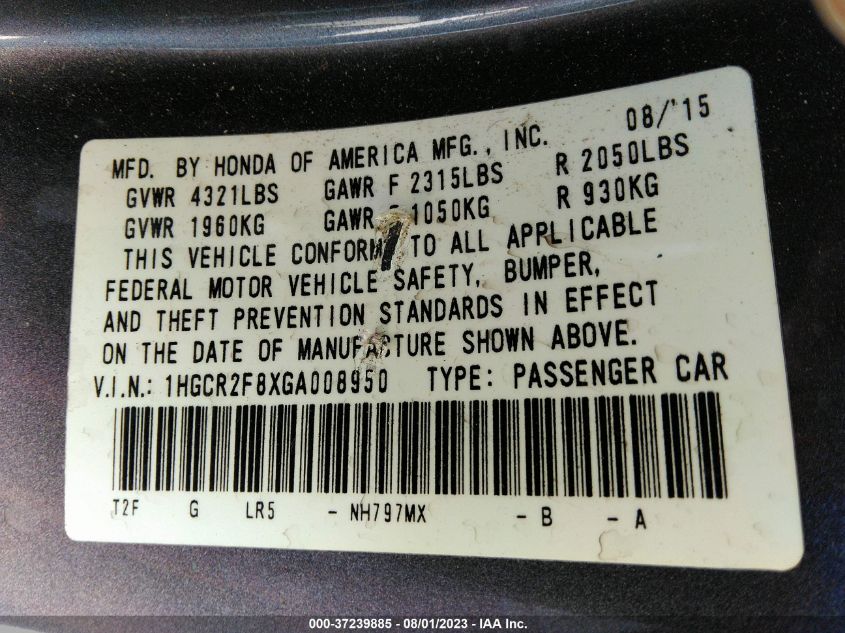 08/'15
MFD. BY HONDA OF AMERICA MFG., INC.
GVWR 4321LBS GAWR F 2315LBS R 2050LBS
GVWR 1960KG GAWR 1050KG R 930KG
THIS VEHICLE CONFORM TO ALL APPLICABLE
FEDERAL MOTOR VEHICLE SAFETY, BUMPER,
AND THEFT PREVENTION STANDARDS IN EFFECT
ON THE DATE OF MANUFACTURE SHOWN ABOVE.
V.I.N.: 1HGCR2F8XGA008950 TYPE: PASSENGER CAR
T2F G LR5 - NH797MX - B - A
000-37239885 - 08/01/2023 - IAA Inc.